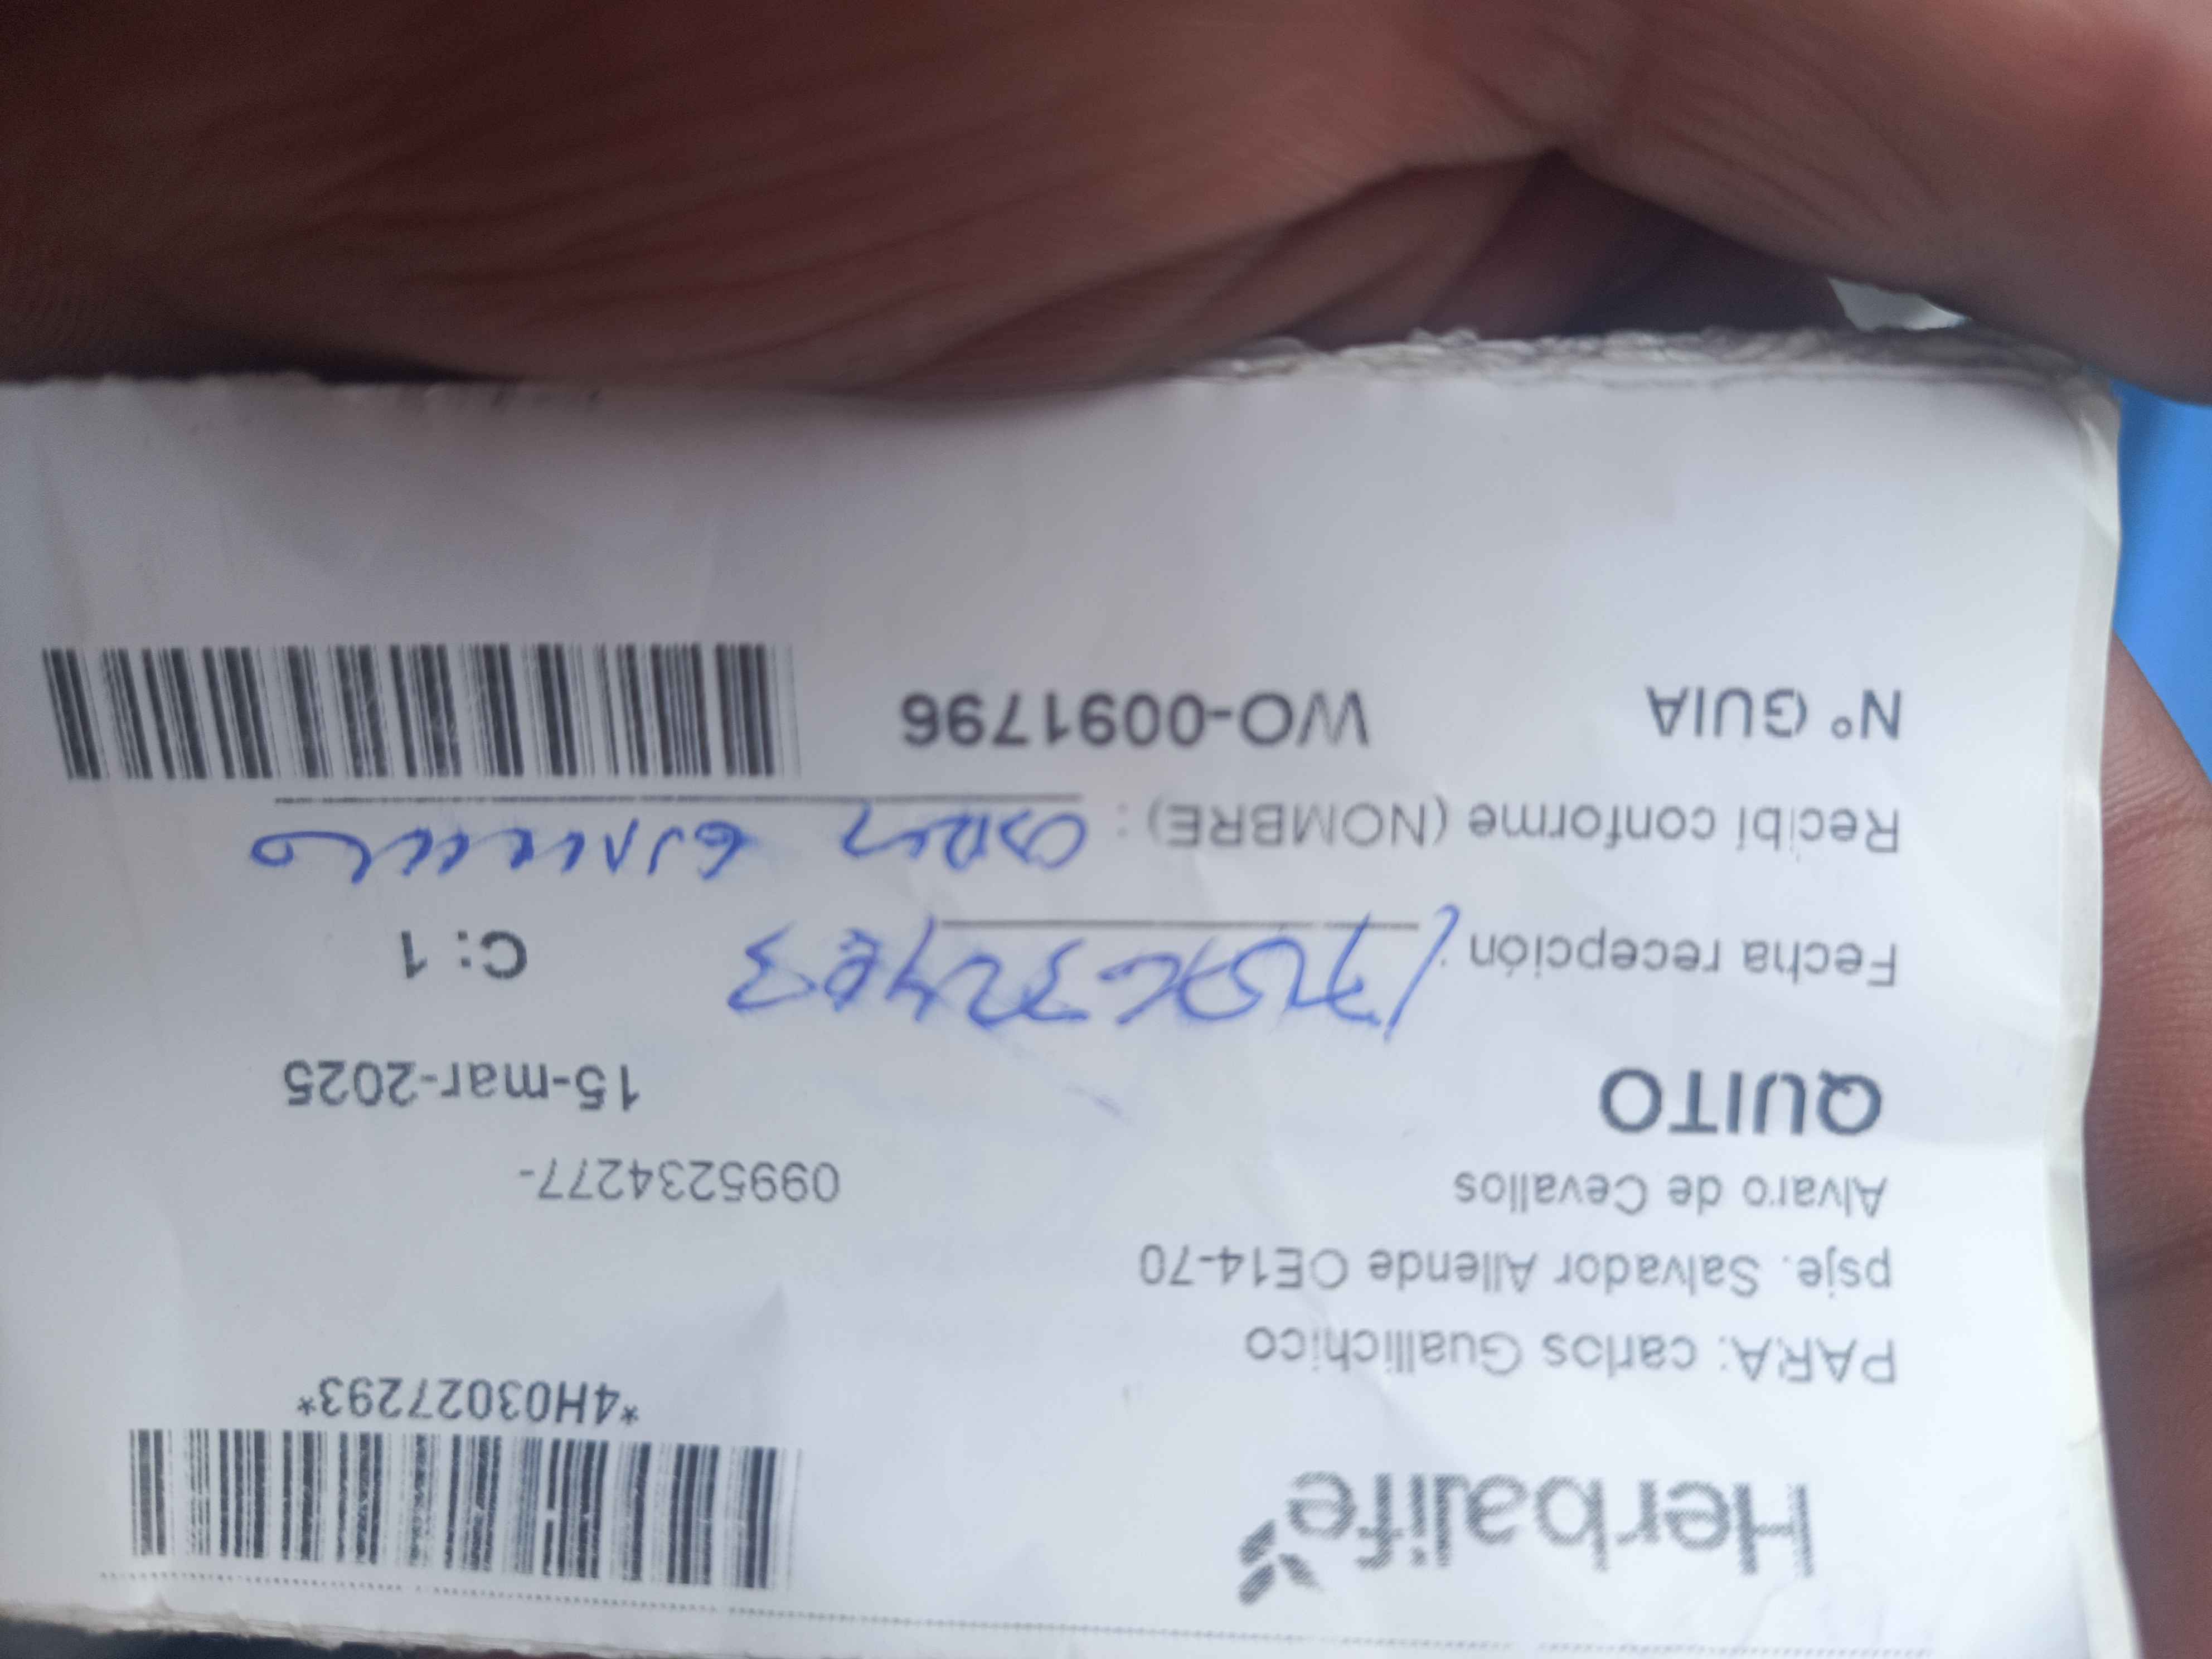 Herbalife
*4H03027293*
PARA: carlos Guallichico
psje. Salvador Allende OE14-70
Alvaro de Cevallos
0995234277-
QUITO
15-mar-2025
Fecha recepción :
C: 1
Recibí conforme (NOMBRE) :
N° GUIA WO-0091796